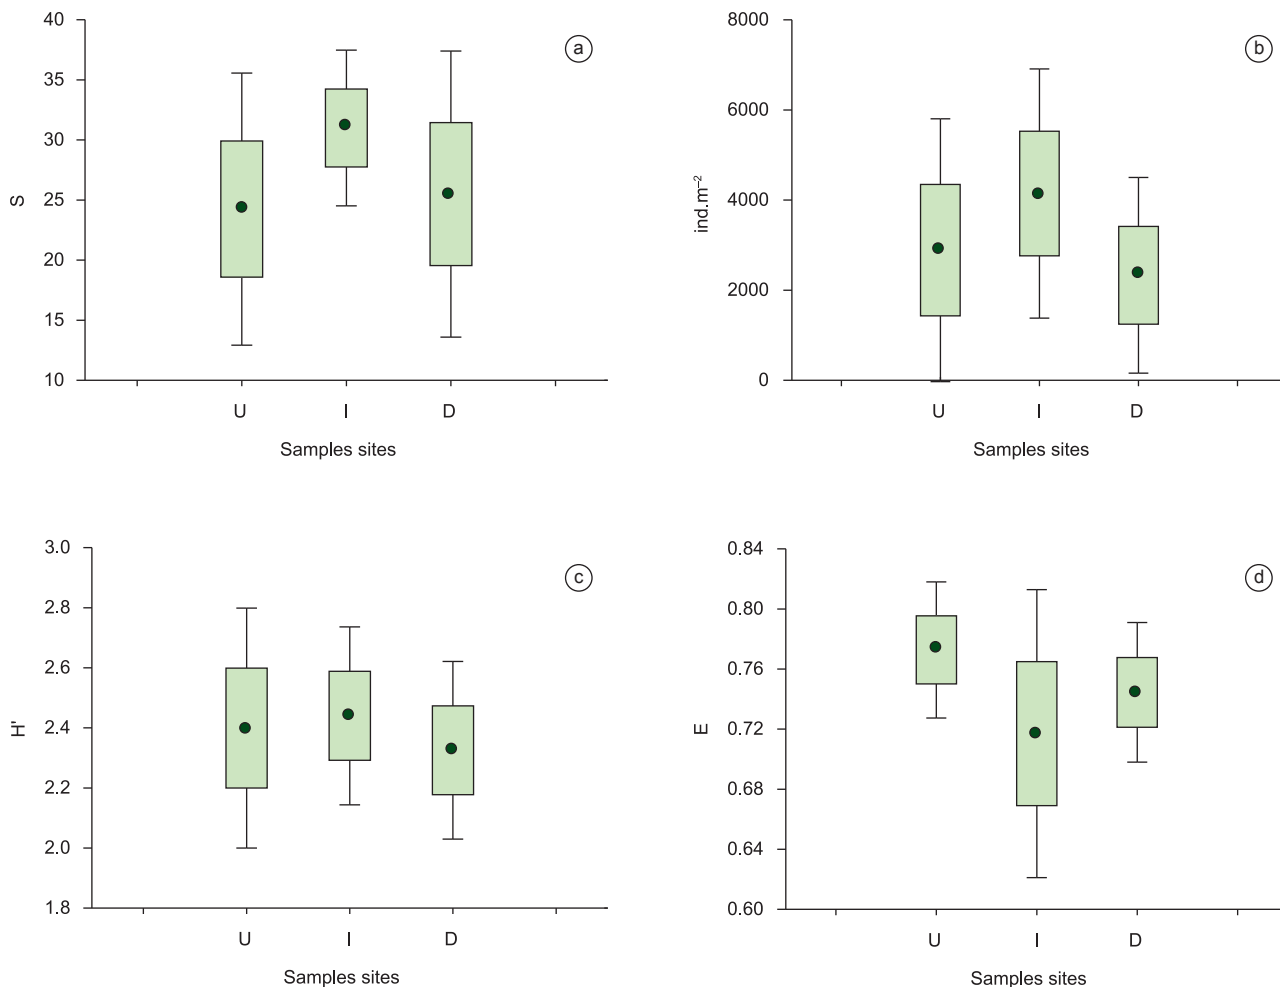 a
40
35
30
25
20
15
10
S
U I D
Samples sites
b
8000
6000
4000
2000
0
ind.m–2
U I D
Samples sites
c
3.0
2.8
2.6
2.4
2.2
2.0
1.8
H'
U I D
Samples sites
d
0.84
0.80
0.76
0.72
0.68
0.64
0.60
E
U I D
Samples sites